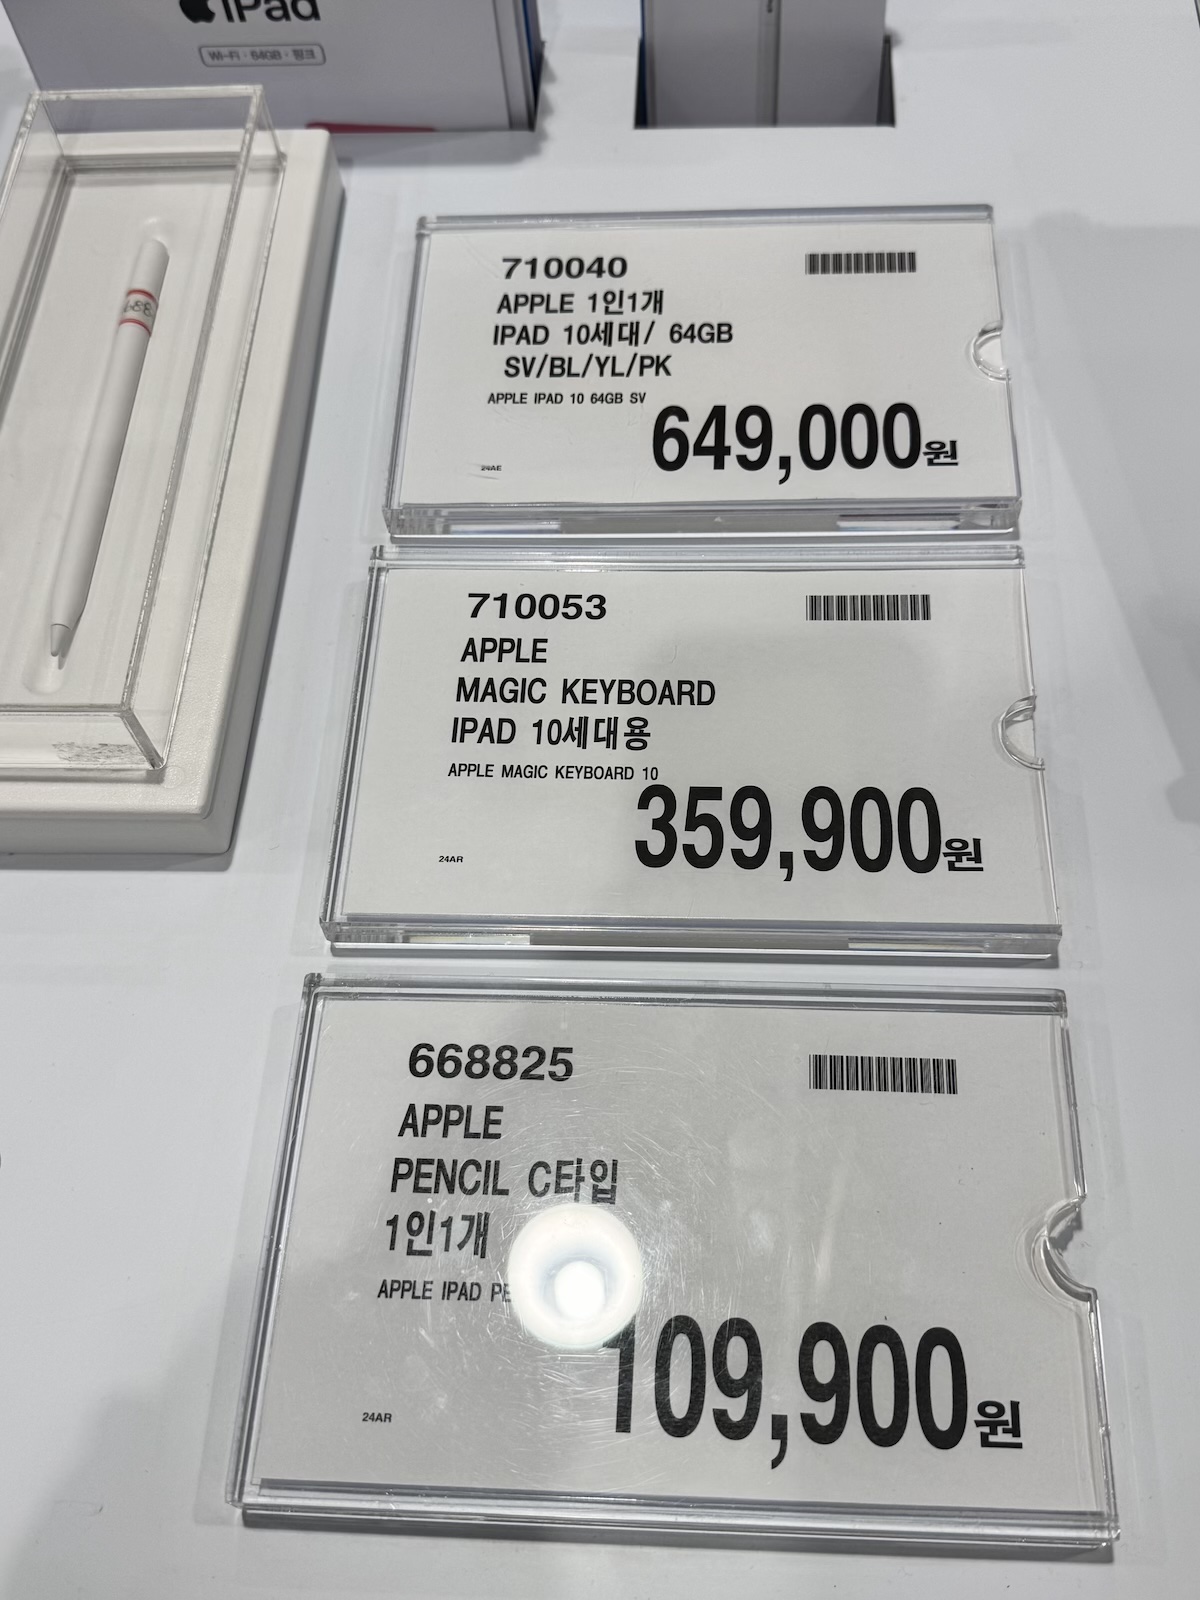 iPad
Wi-Fi · 64GB · 핑크
710040
APPLE 1인1개
IPAD 10세대/ 64GB
SV/BL/YL/PK
APPLE IPAD 10 64GB SV
649,000원
24AE
710053
APPLE
MAGIC KEYBOARD
IPAD 10세대용
APPLE MAGIC KEYBOARD 10
359,900원
24AR
668825
APPLE
PENCIL C타입
1인1개
APPLE IPAD
109,900원
24AR